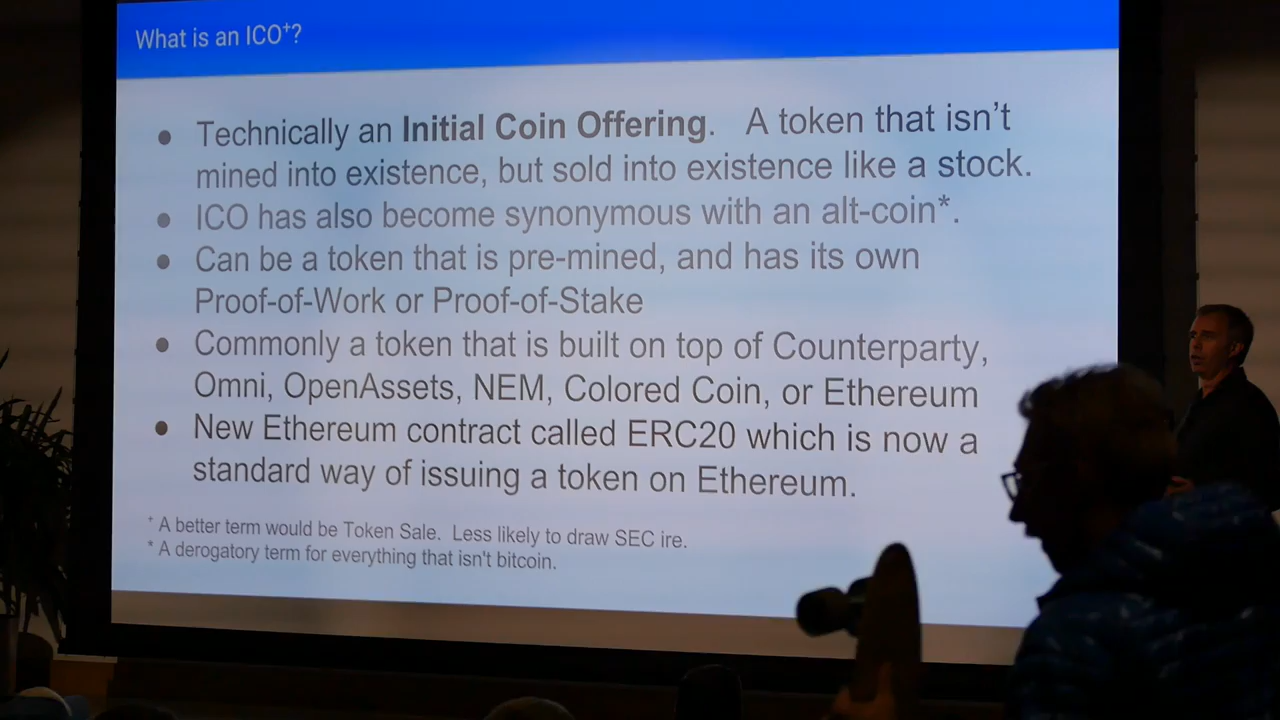 What is an ICO⁺?
● Technically an Initial Coin Offering. A token that isn't
mined into existence, but sold into existence like a stock.
● ICO has also become synonymous with an alt-coin*.
● Can be a token that is pre-mined, and has its own
Proof-of-Work or Proof-of-Stake
● Commonly a token that is built on top of Counterparty,
Omni, OpenAssets, NEM, Colored Coin, or Ethereum
● New Ethereum contract called ERC20 which is now a
standard way of issuing a token on Ethereum.
⁺ A better term would be Token Sale. Less likely to draw SEC ire.
* A derogatory term for everything that isn't bitcoin.